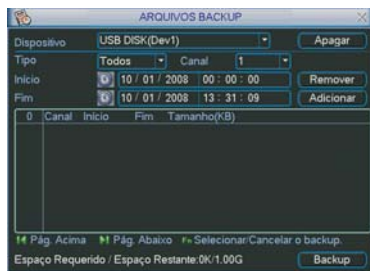 ARQUIVOS BACKUP
Dispositivo USB DISK(Dev1) Apagar
Tipo Todos Canal 1
Início 10 / 01 / 2008 00 : 00 : 00 Remover
Fim 10 / 01 / 2008 13 : 31 : 09 Adicionar
0 Canal Início Fim Tamanho(KB)
Pág. Acima Pág. Abaixo Fn Selecionar/Cancelar o backup.
Espaço Requerido / Espaço Restante:0K/1.00G Backup